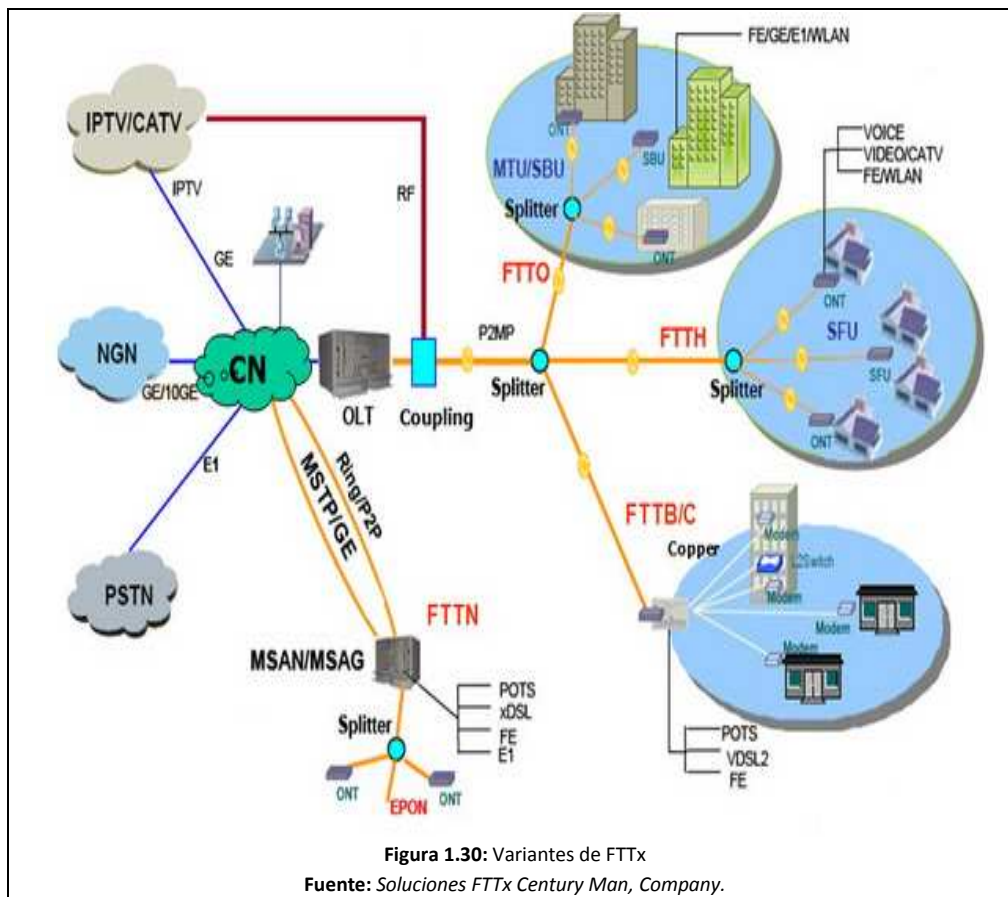 FE/GE/E1/WLAN
IPTV/CATV
ONT
VOICE
VIDEO/CATV
FE/WLAN
IPTV
RF
MTU/SBU
SBU
Splitter
ONT
GE
FTTO
ONT
NGN
CN
P2MP
FTTH
SFU
GE/10GE
OLT
Coupling
Splitter
Splitter
SFU
ONT
E1
MSTP/GE
Ring/P2P
FTTB/C
Copper
Modem
L2Switch
Modem
PSTN
FTTN
Modem
Modem
MSAN/MSAG
POTS
xDSL
FE
E1
Splitter
POTS
VDSL2
FE
ONT
EPON
ONT
Figura 1.30: Variantes de FTTx
Fuente: Soluciones FTTx Century Man, Company.